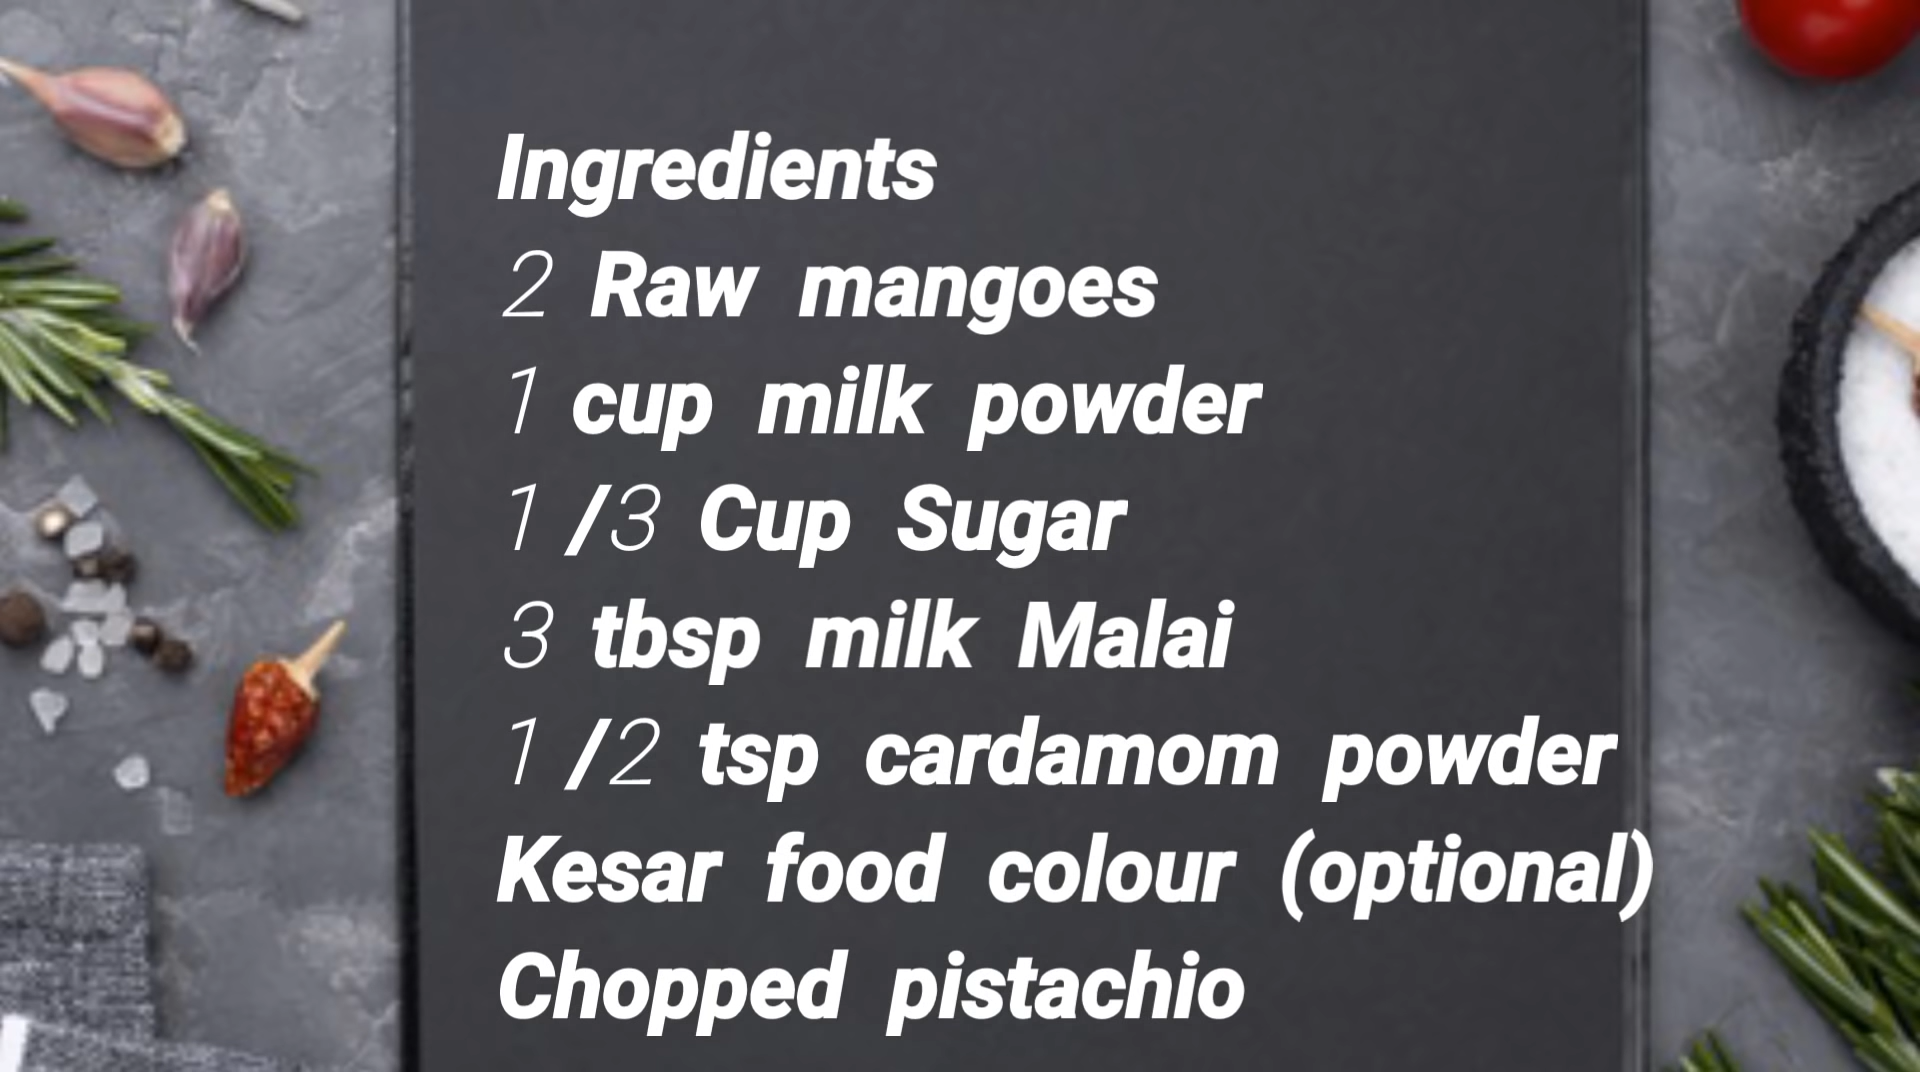 Ingredients
2 Raw mangoes
1 cup milk powder
1 /3 Cup Sugar
3 tbsp milk Malai
1 /2 tsp cardamom powder
Kesar food colour (optional)
Chopped pistachio